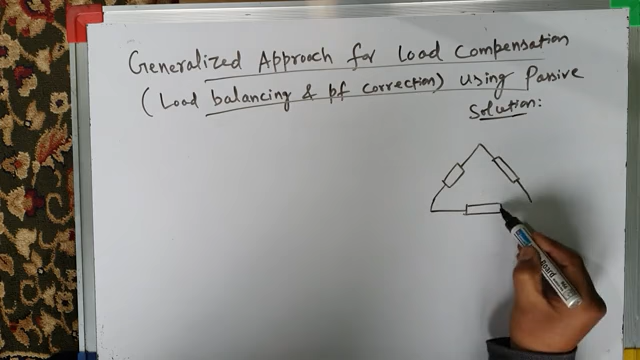 Generalized Approach for Load Compensation
(Load balancing & pf correction) using Passive
Solution: